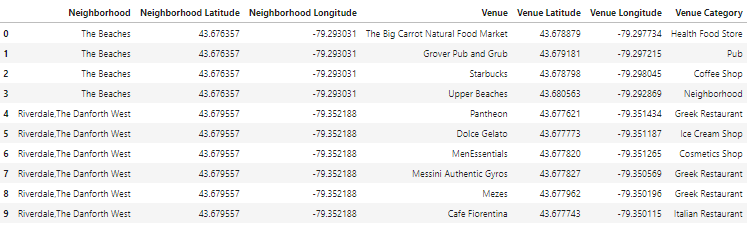 Neighborhood Neighborhood Latitude Neighborhood Longitude Venue Venue Latitude Venue Longitude Venue Category
0 The Beaches 43.676357 -79.293031 The Big Carrot Natural Food Market 43.678879 -79.297734 Health Food Store
1 The Beaches 43.676357 -79.293031 Grover Pub and Grub 43.679181 -79.297215 Pub
2 The Beaches 43.676357 -79.293031 Starbucks 43.678798 -79.298045 Coffee Shop
3 The Beaches 43.676357 -79.293031 Upper Beaches 43.680563 -79.292869 Neighborhood
4 Riverdale,The Danforth West 43.679557 -79.352188 Pantheon 43.677621 -79.351434 Greek Restaurant
5 Riverdale,The Danforth West 43.679557 -79.352188 Dolce Gelato 43.677773 -79.351187 Ice Cream Shop
6 Riverdale,The Danforth West 43.679557 -79.352188 MenEssentials 43.677820 -79.351265 Cosmetics Shop
7 Riverdale,The Danforth West 43.679557 -79.352188 Messini Authentic Gyros 43.677827 -79.350569 Greek Restaurant
8 Riverdale,The Danforth West 43.679557 -79.352188 Mezes 43.677962 -79.350196 Greek Restaurant
9 Riverdale,The Danforth West 43.679557 -79.352188 Cafe Fiorentina 43.677743 -79.350115 Italian Restaurant